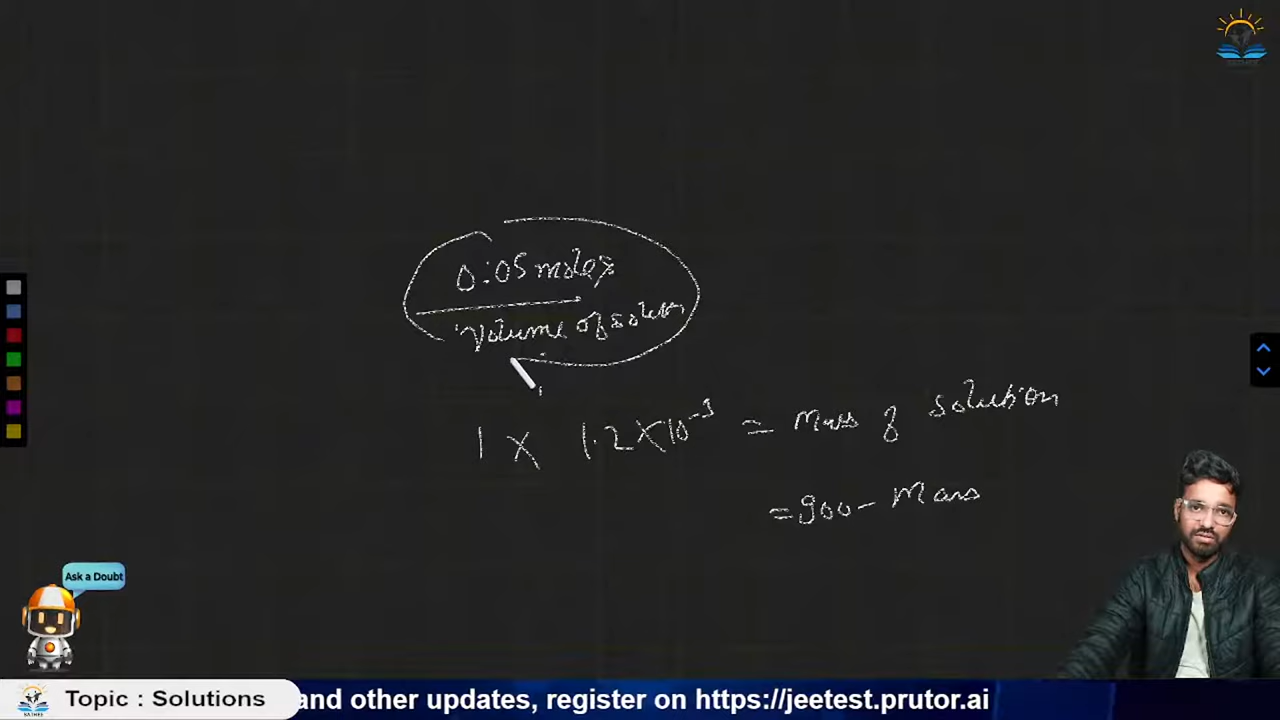 0.05 moles
Volume of solution
1 × 1.2 × 10⁻³ = Mass of solution
= 900 - Mass
Ask a Doubt
Topic : Solutions
and other updates, register on https://jeetest.prutor.ai